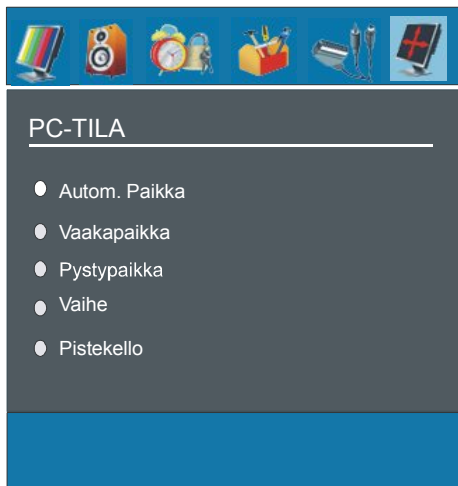 PC-TILA
Autom. Paikka
Vaakapaikka
Pystypaikka
Vaihe
Pistekello